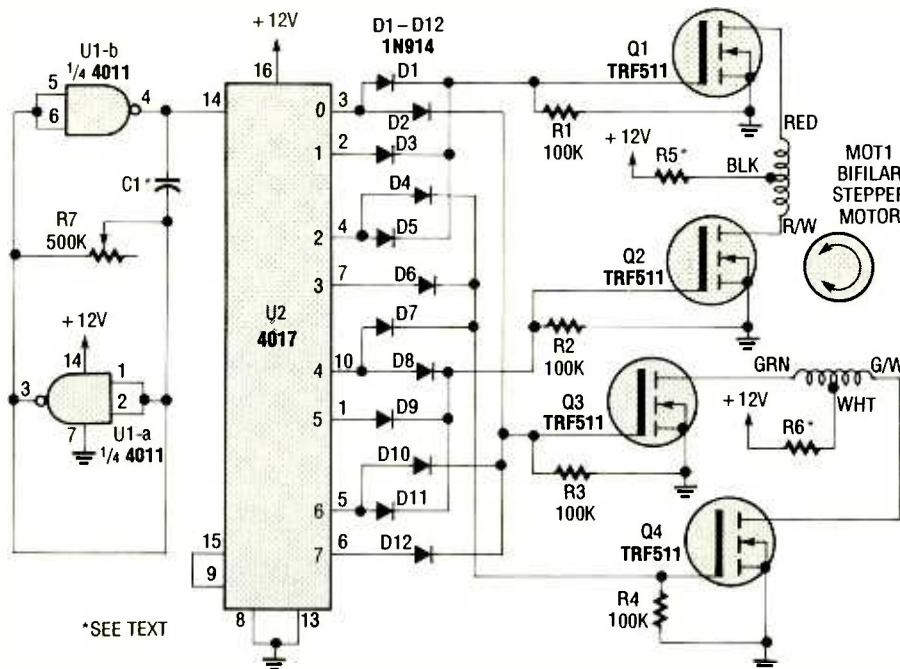 +12V
U1-b
1/4 4011
5
6
4
C1*
R7
500K
+12V
14
1
2
3
7
U1-a
1/4 4011
*SEE TEXT
+12V
16
14
U2
4017
15
9
8
13
0
3
1
2
2
4
3
7
4
10
5
1
6
5
7
6
D1–D12
1N914
D1
D2
D3
D4
D5
D6
D7
D8
D9
D10
D11
D12
Q1
TRF511
R1
100K
+12V
R5*
BLK
RED
R/W
MOT1
BIFILAR
STEPPER
MOTOR
Q2
TRF511
R2
100K
GRN
G/W
+12V
WHT
R6*
Q3
TRF511
R3
100K
Q4
TRF511
R4
100K